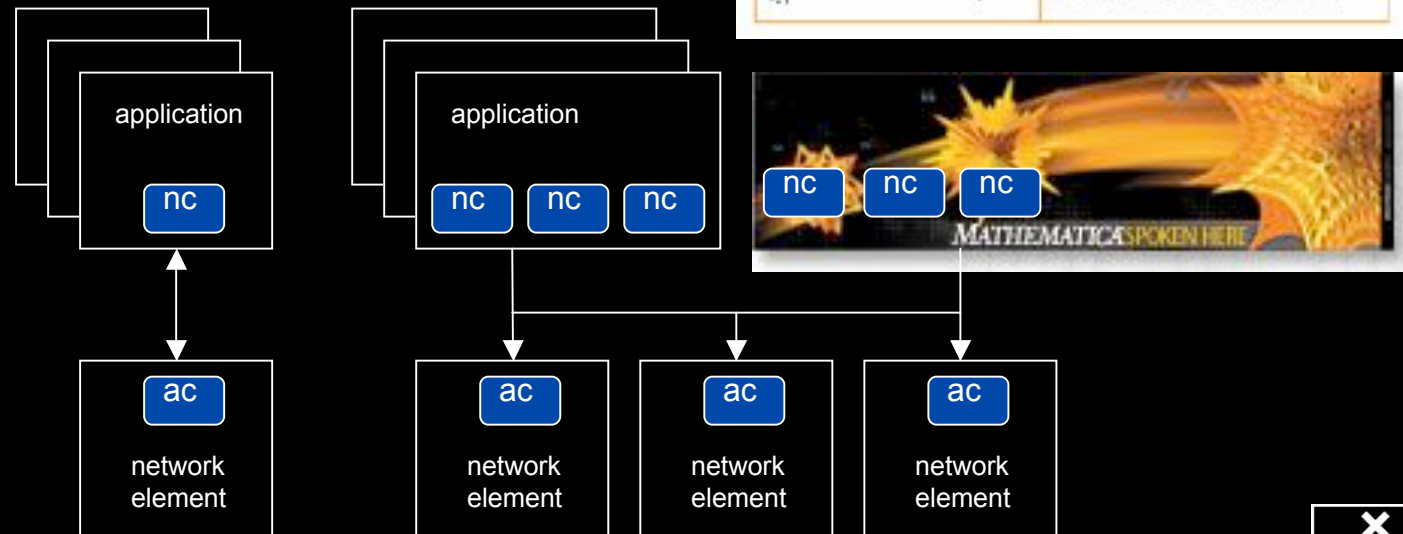 application
application
nc
nc
nc
nc
nc
nc
nc
MATHEMATICA SPOKEN HERE
ac
ac
ac
ac
network
element
network
element
network
element
network
element